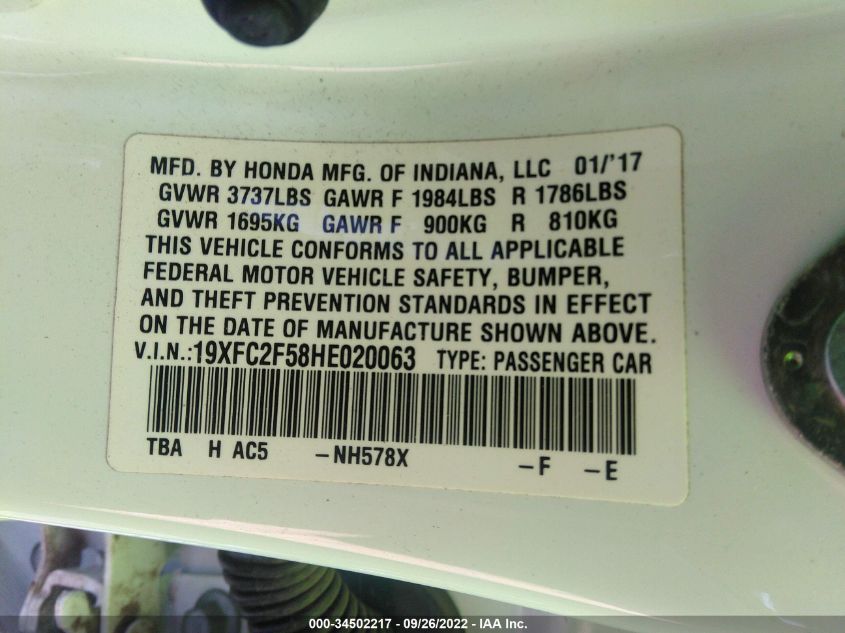 MFD. BY HONDA MFG. OF INDIANA, LLC 01/'17
GVWR 3737LBS GAWR F 1984LBS R 1786LBS
GVWR 1695KG GAWR F 900KG R 810KG
THIS VEHICLE CONFORMS TO ALL APPLICABLE
FEDERAL MOTOR VEHICLE SAFETY, BUMPER,
AND THEFT PREVENTION STANDARDS IN EFFECT
ON THE DATE OF MANUFACTURE SHOWN ABOVE.
V.I.N.:19XFC2F58HE020063 TYPE: PASSENGER CAR
TBA H AC5 -NH578X -F -E
000-34502217 - 09/26/2022 - IAA Inc.